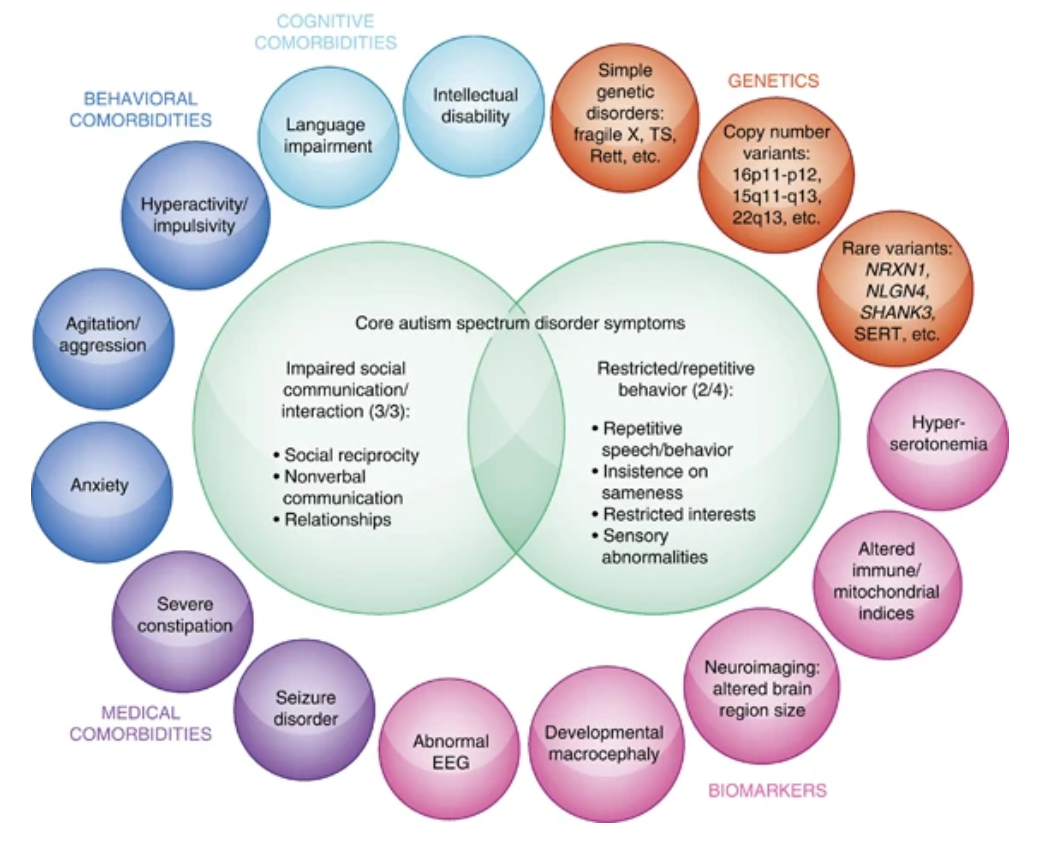 COGNITIVE
COMORBIDITIES
BEHAVIORAL
COMORBIDITIES
GENETICS
Language
impairment
Intellectual
disability
Simple
genetic
disorders:
fragile X, TS,
Rett, etc.
Copy number
variants:
16p11-p12,
15q11-q13,
22q13, etc.
Rare variants:
NRXN1,
NLGN4,
SHANK3,
SERT, etc.
Hyperactivity/
impulsivity
Agitation/
aggression
Anxiety
Core autism spectrum disorder symptoms
Impaired social
communication/
interaction (3/3):
• Social reciprocity
• Nonverbal
communication
• Relationships
Restricted/repetitive
behavior (2/4):
• Repetitive
speech/behavior
• Insistence on
sameness
• Restricted interests
• Sensory
abnormalities
Hyper-
serotonemia
Altered
immune/
mitochondrial
indices
Neuroimaging:
altered brain
region size
Developmental
macrocephaly
Abnormal
EEG
Seizure
disorder
Severe
constipation
MEDICAL
COMORBIDITIES
BIOMARKERS